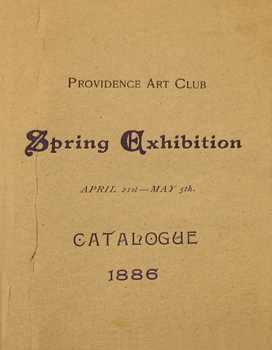 Providence Art Club
Spring Exhibition
APRIL 21st—MAY 5th.
CATALOGUE
1886